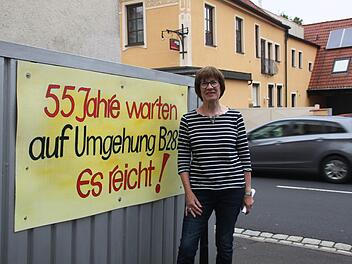 55 Jahre warten
auf Umgehung B28
es reicht!